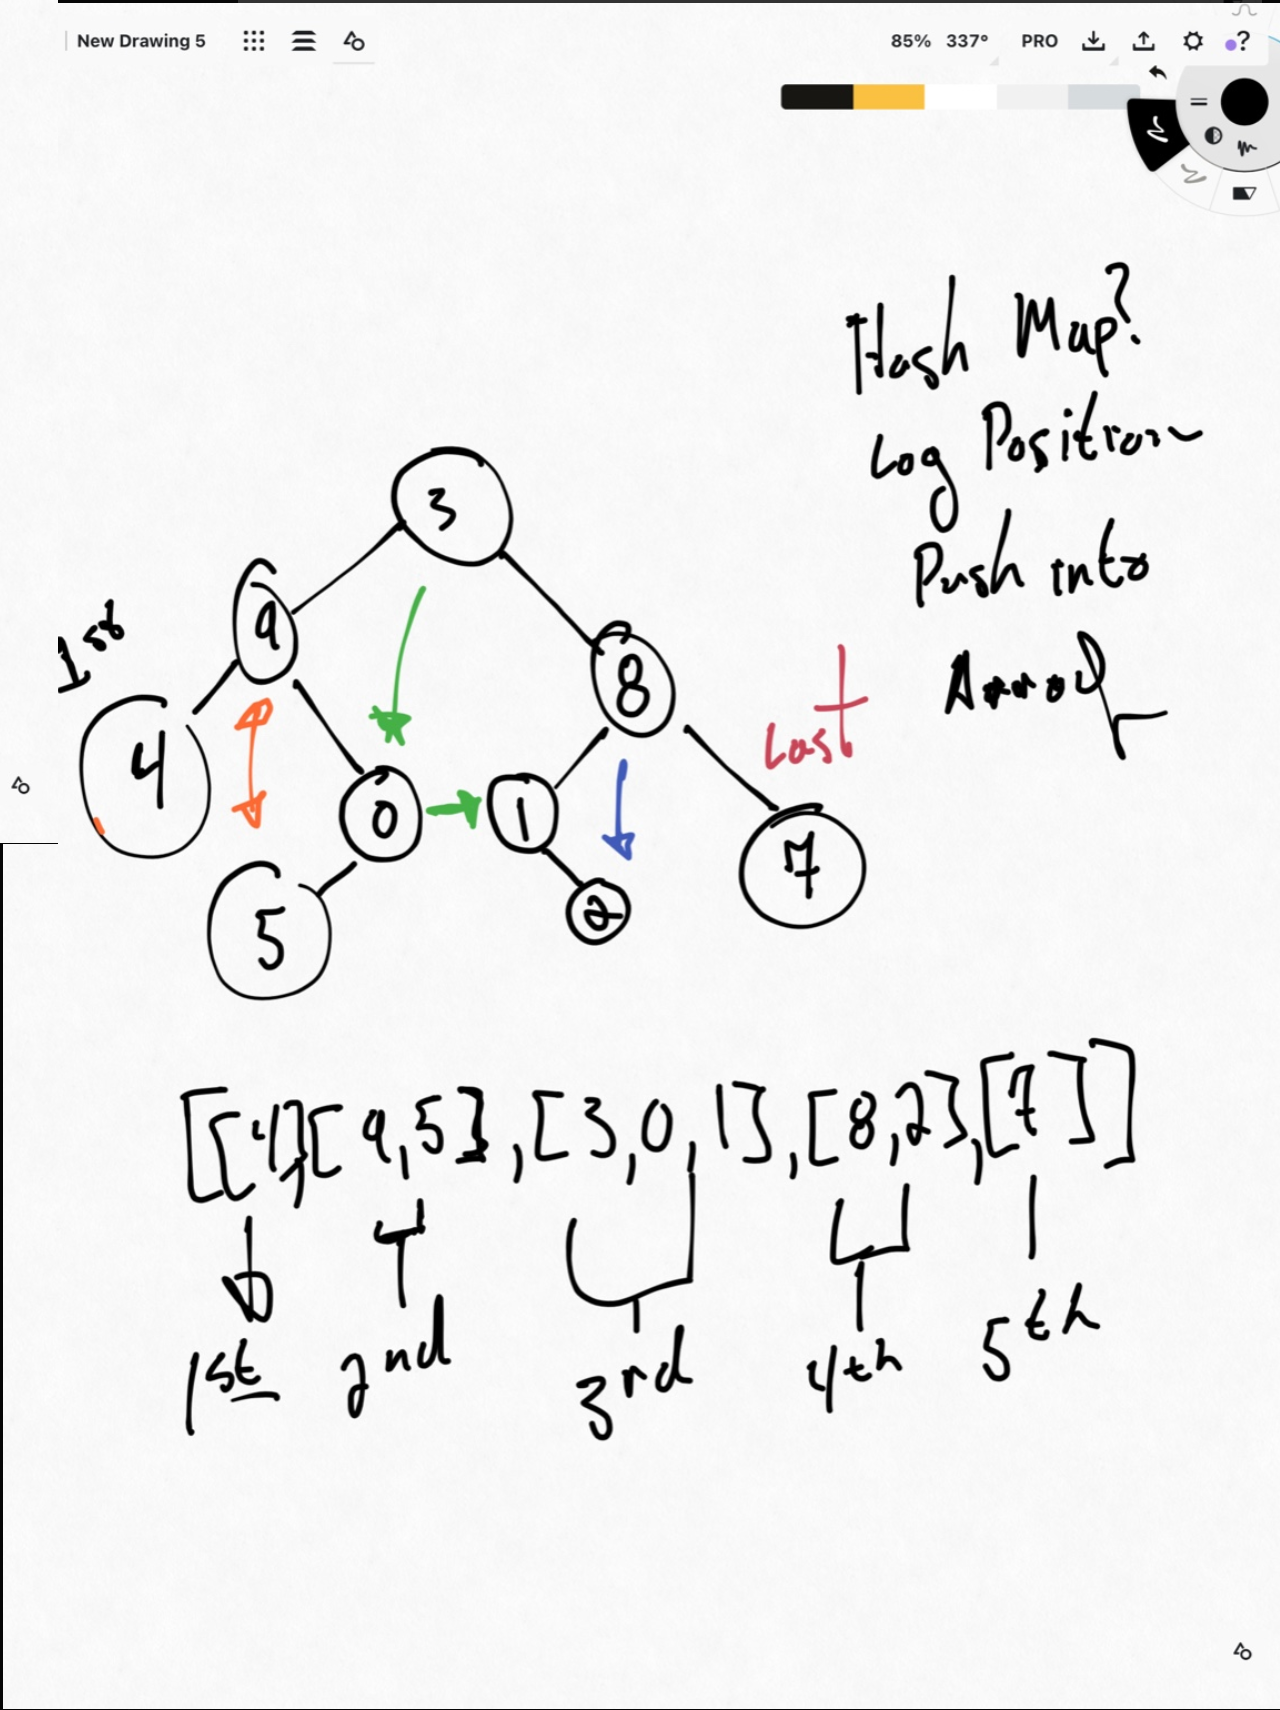 New Drawing 5
85% 337° PRO
?
Hash Map?
Log Position
Push into
Array
3
9
8
1st
4
0
1
Last
7
5
2
[[4],[9,5],[3,0,1],[8,2],[7]]
1st 2nd 3rd 4th 5th